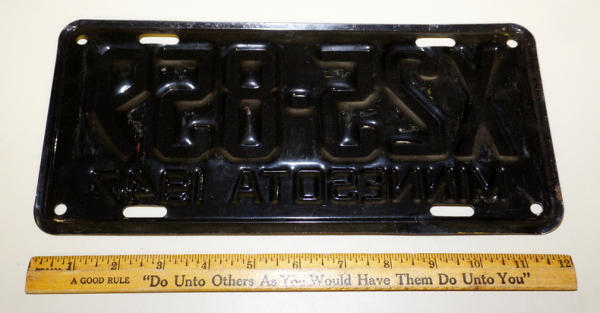 MINNESOTA 1947
1 2 3 4 5 6 7 8 9 10 11 12
A GOOD RULE "Do Unto Others As You Would Have Them Do Unto You"